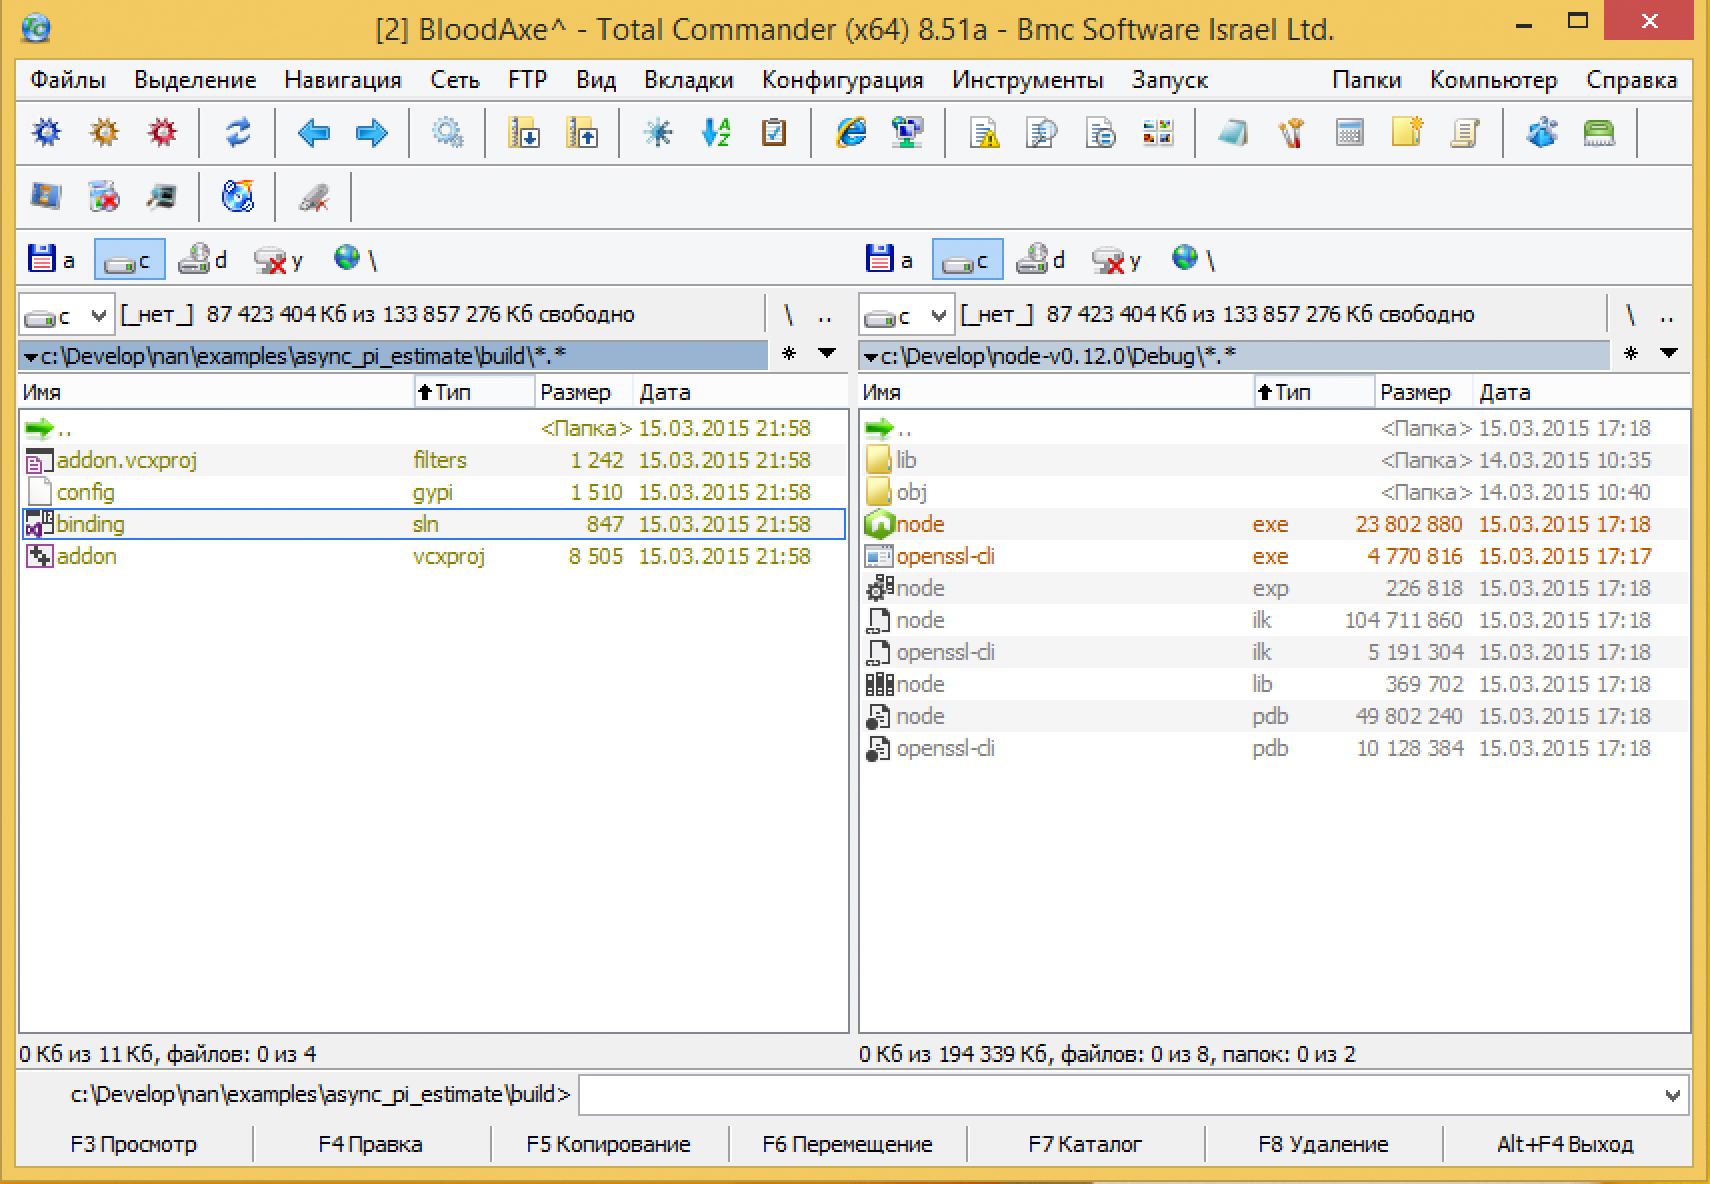 [2] BloodAxe^ - Total Commander (x64) 8.51a - Bmc Software Israel Ltd.
Файлы Выделение Навигация Сеть FTP Вид Вкладки Конфигурация Инструменты Запуск Папки Компьютер Справка
a c d y \ a c d y \
c [_нет_] 87 423 404 Кб из 133 857 276 Кб свободно \ .. c [_нет_] 87 423 404 Кб из 133 857 276 Кб свободно \ ..
c:\Develop\nan\examples\async_pi_estimate\build\*.* * c:\Develop\node-v0.12.0\Debug\*.* *
Имя Тип Размер Дата Имя Тип Размер Дата
.. <Папка> 15.03.2015 21:58 .. <Папка> 15.03.2015 17:18
addon.vcxproj filters 1 242 15.03.2015 21:58 lib <Папка> 14.03.2015 10:35
config gypi 1 510 15.03.2015 21:58 obj <Папка> 14.03.2015 10:40
binding sln 847 15.03.2015 21:58 node exe 23 802 880 15.03.2015 17:18
addon vcxproj 8 505 15.03.2015 21:58 openssl-cli exe 4 770 816 15.03.2015 17:17
node exp 226 818 15.03.2015 17:18
node ilk 104 711 860 15.03.2015 17:18
openssl-cli ilk 5 191 304 15.03.2015 17:18
node lib 369 702 15.03.2015 17:18
node pdb 49 802 240 15.03.2015 17:18
openssl-cli pdb 10 128 384 15.03.2015 17:18
0 Кб из 11 Кб, файлов: 0 из 4 0 Кб из 194 339 Кб, файлов: 0 из 8, папок: 0 из 2
c:\Develop\nan\examples\async_pi_estimate\build>
F3 Просмотр F4 Правка F5 Копирование F6 Перемещение F7 Каталог F8 Удаление Alt+F4 Выход